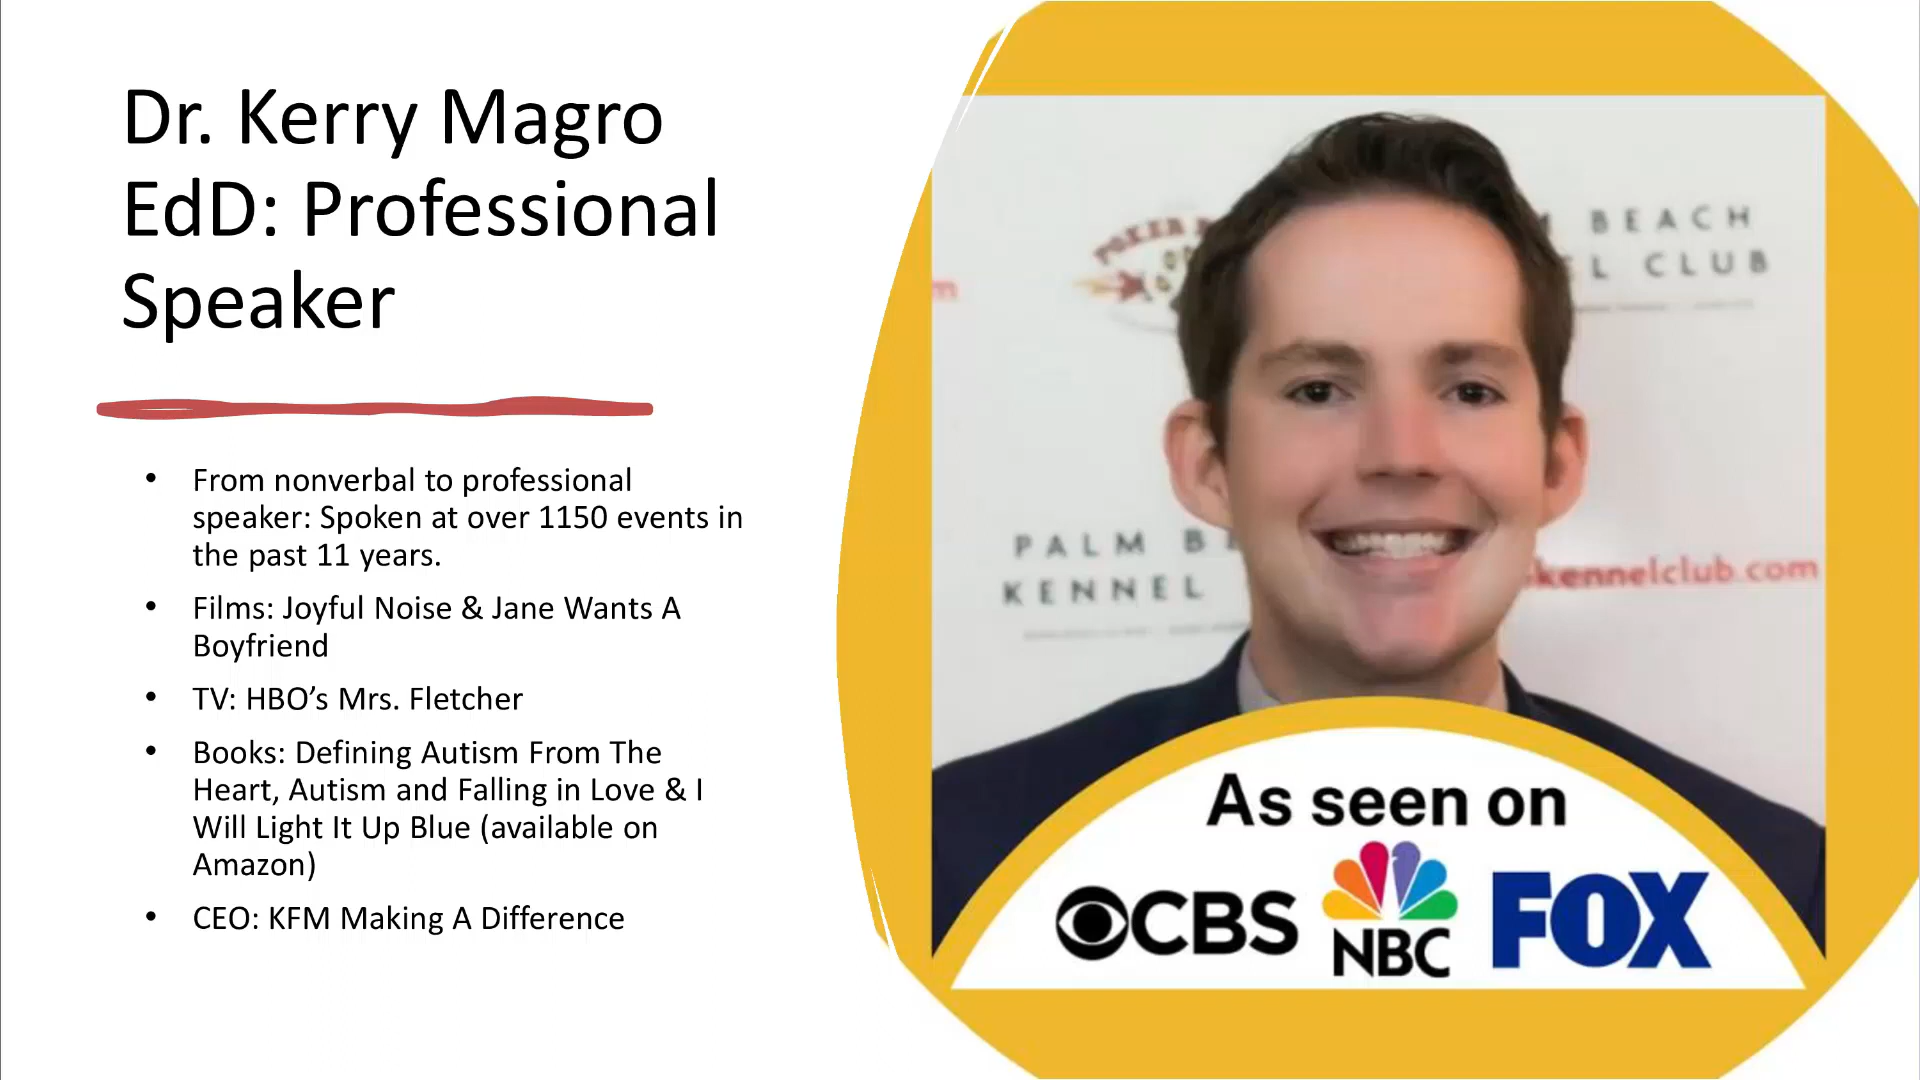 Dr. Kerry Magro
EdD: Professional
Speaker
• From nonverbal to professional
speaker: Spoken at over 1150 events in
the past 11 years.
• Films: Joyful Noise & Jane Wants A
Boyfriend
• TV: HBO’s Mrs. Fletcher
• Books: Defining Autism From The
Heart, Autism and Falling in Love & I
Will Light It Up Blue (available on
Amazon)
• CEO: KFM Making A Difference
POKER
M BEACH
L CLUB
m
PALM B
KENNEL
kennelclub.com
As seen on
CBS NBC FOX